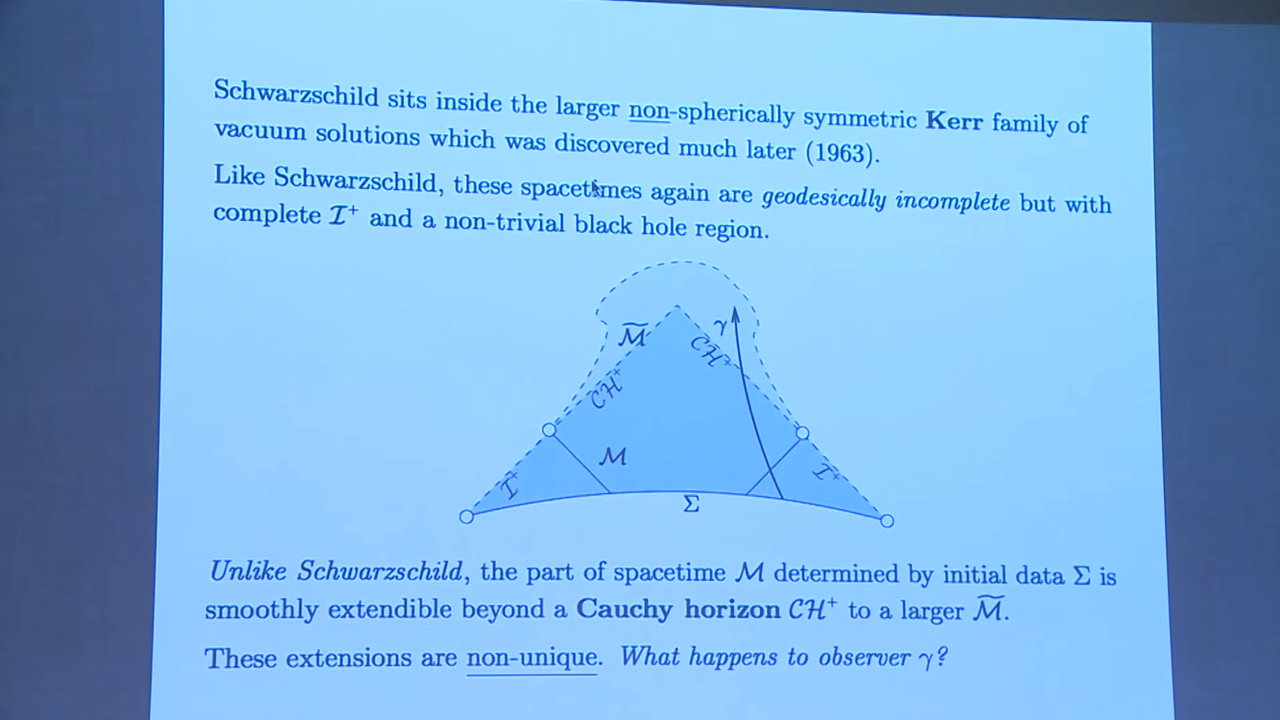 Schwarzschild sits inside the larger non-spherically symmetric Kerr family of
vacuum solutions which was discovered much later (1963).
Like Schwarzschild, these spacetimes again are geodesically incomplete but with
complete ℐ⁺ and a non-trivial black hole region.
ℳ̃
γ
𝒞ℋ⁺
𝒞ℋ⁺
ℳ
ℐ⁺
ℐ⁺
Σ
Unlike Schwarzschild, the part of spacetime ℳ determined by initial data Σ is
smoothly extendible beyond a Cauchy horizon 𝒞ℋ⁺ to a larger ℳ̃.
These extensions are non-unique. What happens to observer γ?